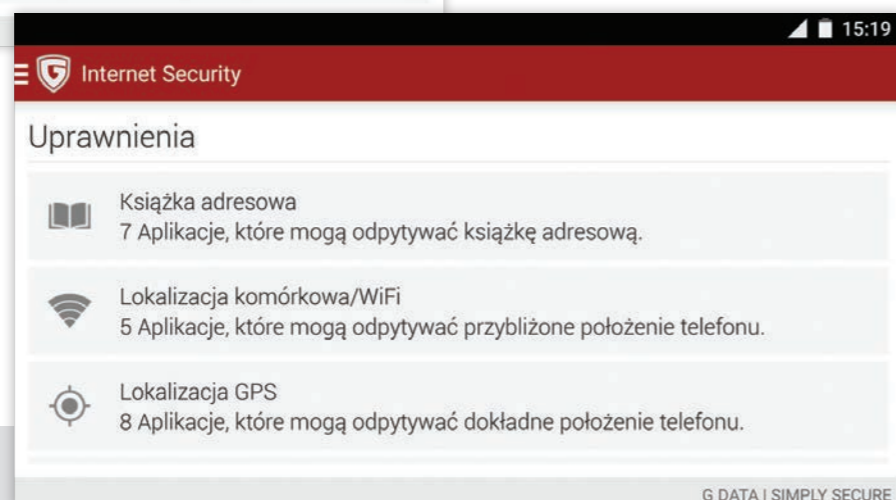 15:19
Internet Security
Uprawnienia
Książka adresowa
7 Aplikacje, które mogą odpytywać książkę adresową.
Lokalizacja komórkowa/WiFi
5 Aplikacje, które mogą odpytywać przybliżone położenie telefonu.
Lokalizacja GPS
8 Aplikacje, które mogą odpytywać dokładne położenie telefonu.
G DATA | SIMPLY SECURE